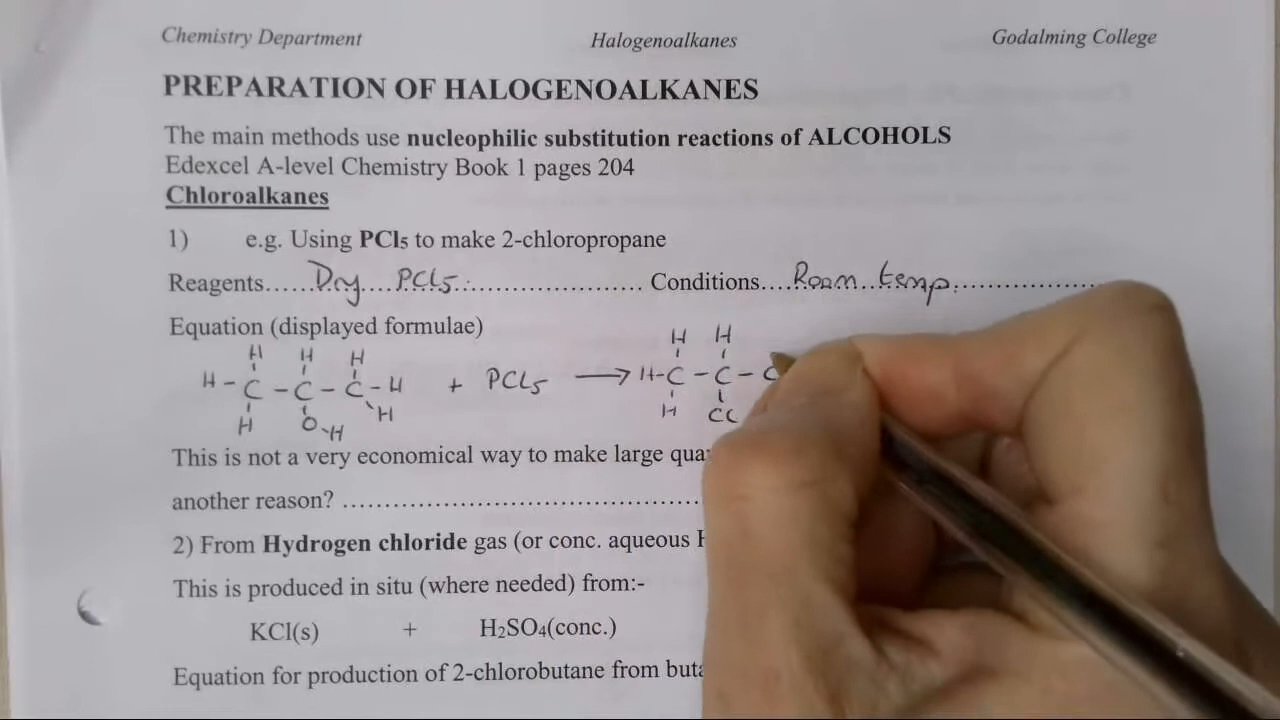 Chemistry Department Halogenoalkanes Godalming College
PREPARATION OF HALOGENOALKANES
The main methods use nucleophilic substitution reactions of ALCOHOLS
Edexcel A-level Chemistry Book 1 pages 204
Chloroalkanes
1) e.g. Using PCl5 to make 2-chloropropane
Reagents......Dry....PCl5........................... Conditions....Room temp..................
Equation (displayed formulae)
H H H H H
H-C-C-C-H + PCl5 → H-C-C-C
H O-H H H Cl
This is not a very economical way to make large
another reason? ..........................................
2) From Hydrogen chloride gas (or conc. aqueous
This is produced in situ (where needed) from:-
KCl(s) + H2SO4(conc.)
Equation for production of 2-chlorobutane from